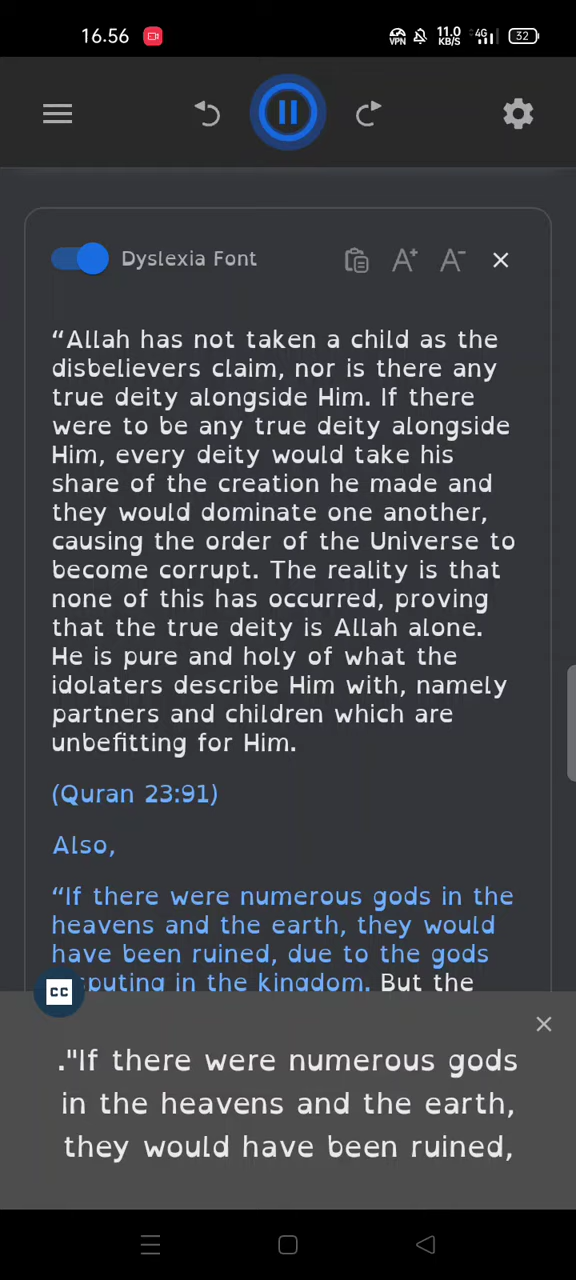 16.56
VPN 11.0 KB/S 4G 32
Dyslexia Font A+ A-
“Allah has not taken a child as the
disbelievers claim, nor is there any
true deity alongside Him. If there
were to be any true deity alongside
Him, every deity would take his
share of the creation he made and
they would dominate one another,
causing the order of the Universe to
become corrupt. The reality is that
none of this has occurred, proving
that the true deity is Allah alone.
He is pure and holy of what the
idolaters describe Him with, namely
partners and children which are
unbefitting for Him.
(Quran 23:91)
Also,
“If there were numerous gods in the
heavens and the earth, they would
have been ruined, due to the gods
sputing in the kingdom. But the
CC
."If there were numerous gods
in the heavens and the earth,
they would have been ruined,